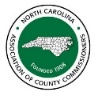 NORTH CAROLINA
ASSOCIATION OF COUNTY COMMISSIONERS
FOUNDED 1908